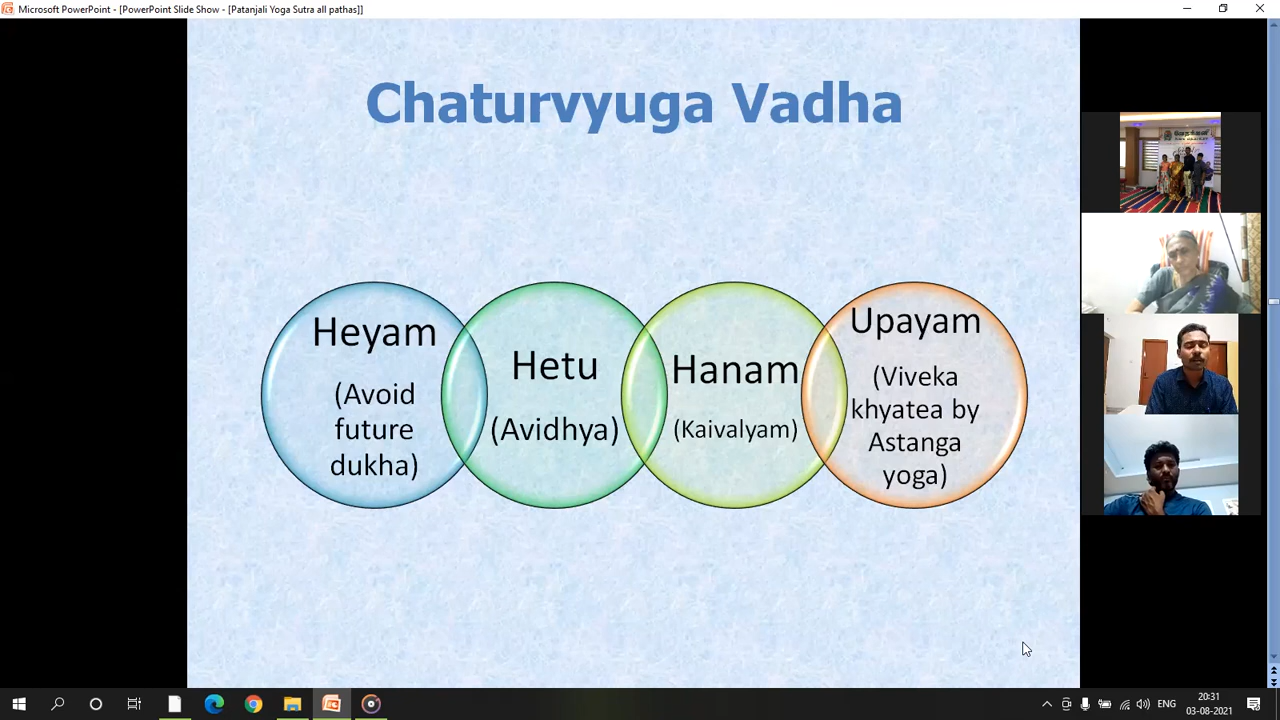 Microsoft PowerPoint - [PowerPoint Slide Show - [Patanjali Yoga Sutra all pathas]]
Chaturvyuga Vadha
Heyam
(Avoid
future
dukha)
Hetu
(Avidhya)
Hanam
(Kaivalyam)
Upayam
(Viveka
khyatea by
Astanga
yoga)
ENG
20:31
03-08-2021